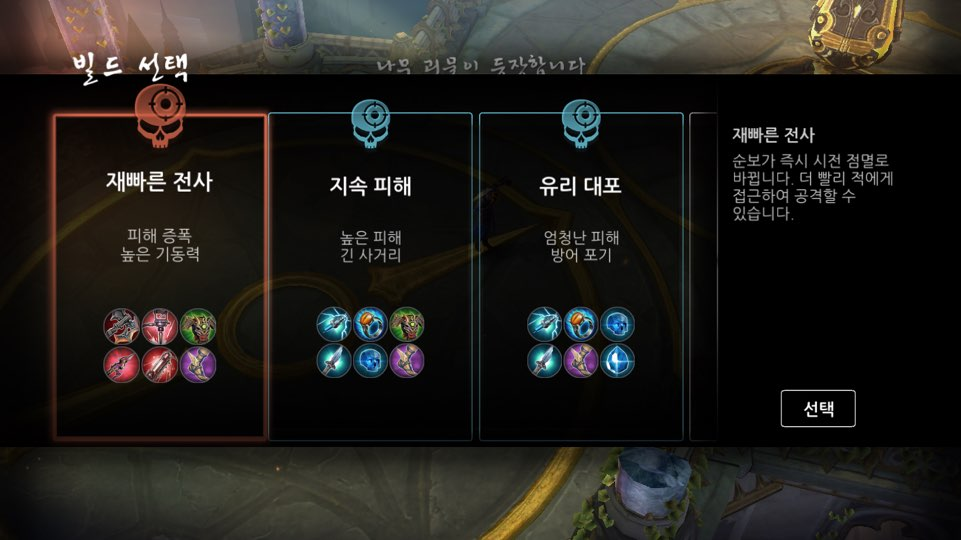 빌드 선택
나무 괴물이 등장합니다
재빠른 전사
피해 증폭
높은 기동력
지속 피해
높은 피해
긴 사거리
유리 대포
엄청난 피해
방어 포기
재빠른 전사
순보가 즉시 시전 점멸로
바뀝니다. 더 빨리 적에게
접근하여 공격할 수
있습니다.
선택